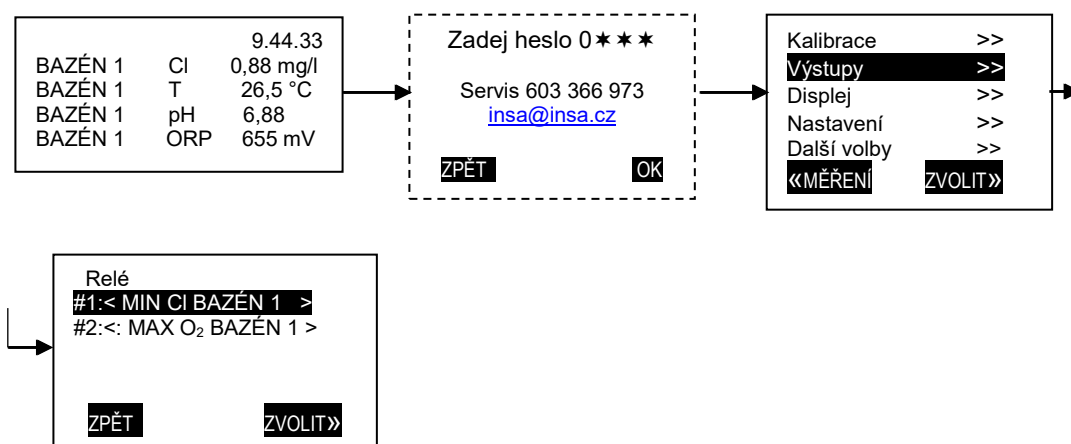 9.44.33
BAZÉN 1 Cl 0,88 mg/l
BAZÉN 1 T 26,5 °C
BAZÉN 1 pH 6,88
BAZÉN 1 ORP 655 mV
Zadej heslo 0✶✶✶
Servis 603 366 973
insa@insa.cz
ZPĚT OK
Kalibrace >>
Výstupy >>
Displej >>
Nastavení >>
Další volby >>
«MĚŘENÍ ZVOLIT»
Relé
#1:< MIN Cl BAZÉN 1 >
#2:<: MAX O₂ BAZÉN 1 >
ZPĚT ZVOLIT»